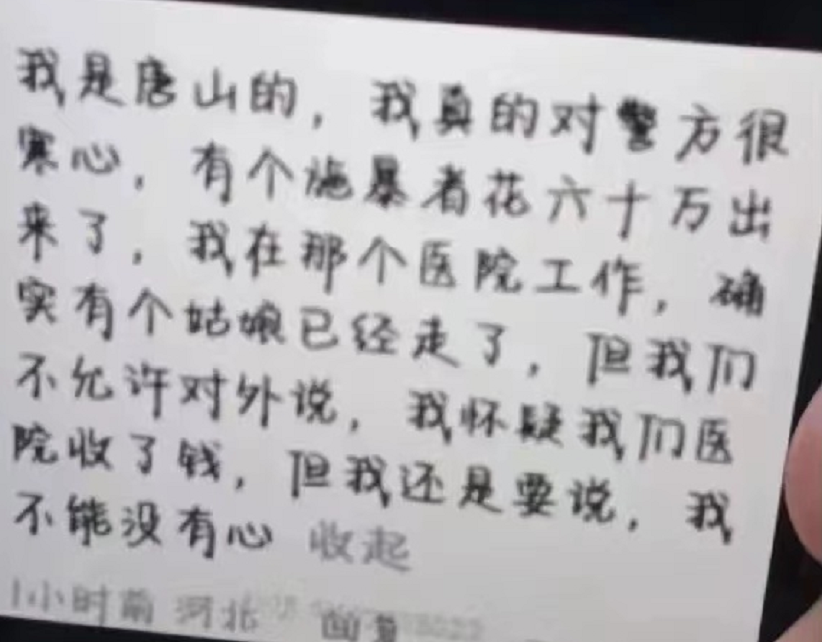 我是唐山的，我真的对警方很
寒心，有个施暴者花六十万出
来了，我在那个医院工作，确
实有个姑娘已经走了，但我们
不允许对外说，我怀疑我们医
院收了钱，但我还是要说，我
不能没有心 收起
1小时前 河北 回复